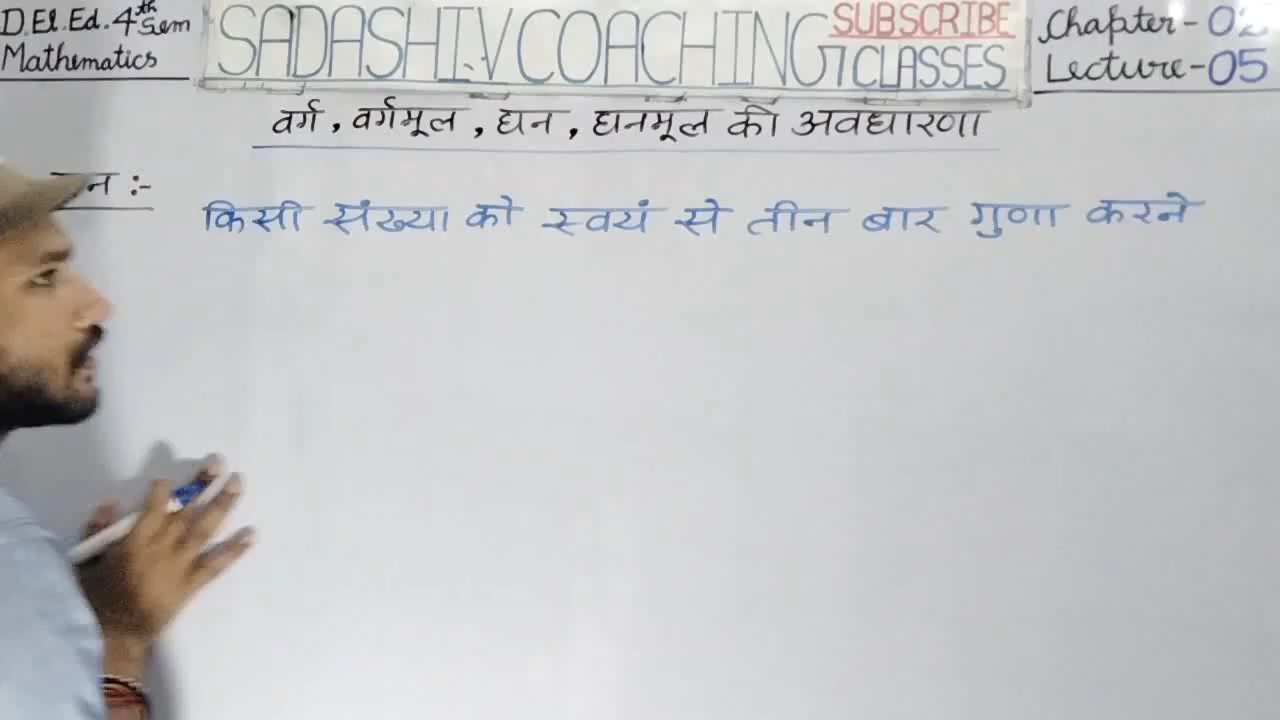 D.El.Ed. 4th Sem
Mathematics
SADASHIV COACHING CLASSES
SUBSCRIBE
Chapter - 02
Lecture - 05
वर्ग , वर्गमूल , घन , घनमूल की अवधारणा
न :-
किसी संख्या को स्वयं से तीन बार गुणा करने